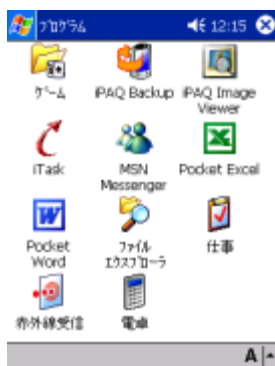 ﾌﾟﾛｸﾞﾗﾑ 12:15
ｹﾞｰﾑ iPAQ Backup iPAQ Image
Viewer
iTask MSN Pocket Excel
Messenger
Pocket ﾌｧｲﾙ 仕事
Word ｴｸｽﾌﾟﾛｰﾗ
赤外線受信 電卓
A